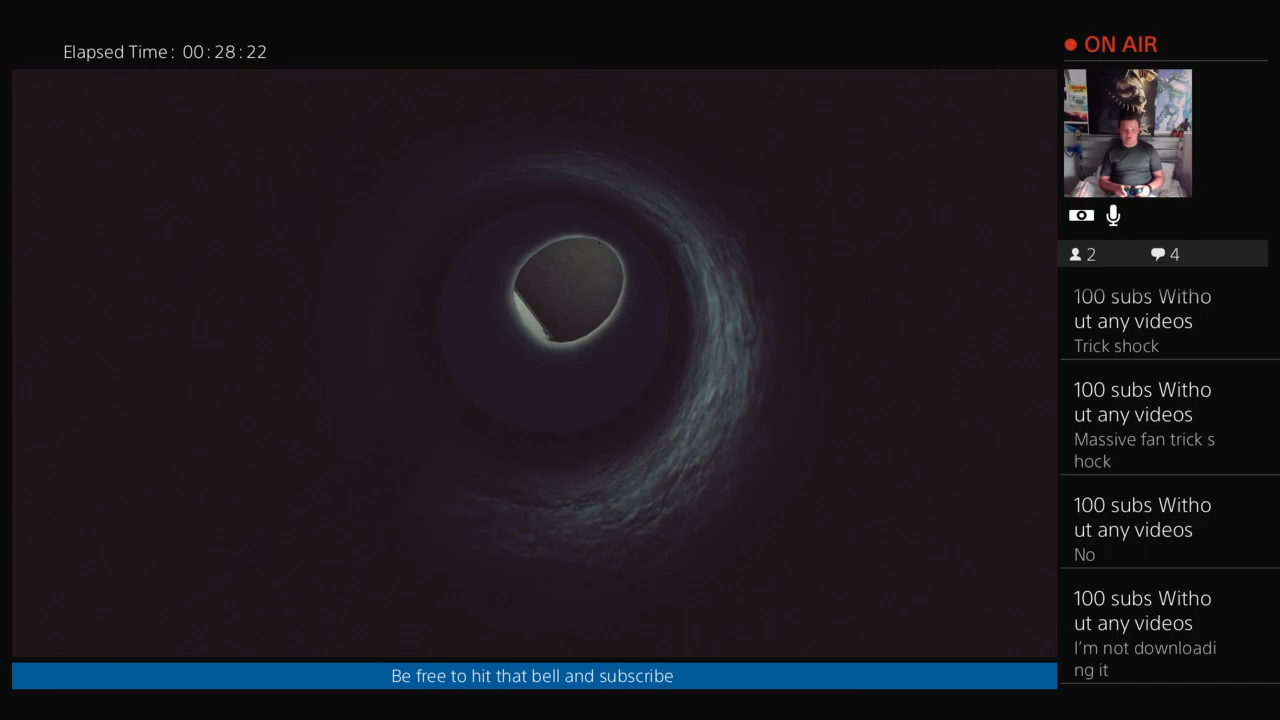 Elapsed Time: 00:28:22
ON AIR
2
4
100 subs Witho
ut any videos
Trick shock
100 subs Witho
ut any videos
Massive fan trick s
hock
100 subs Witho
ut any videos
No
100 subs Witho
ut any videos
I'm not downloadi
ng it
Be free to hit that bell and subscribe